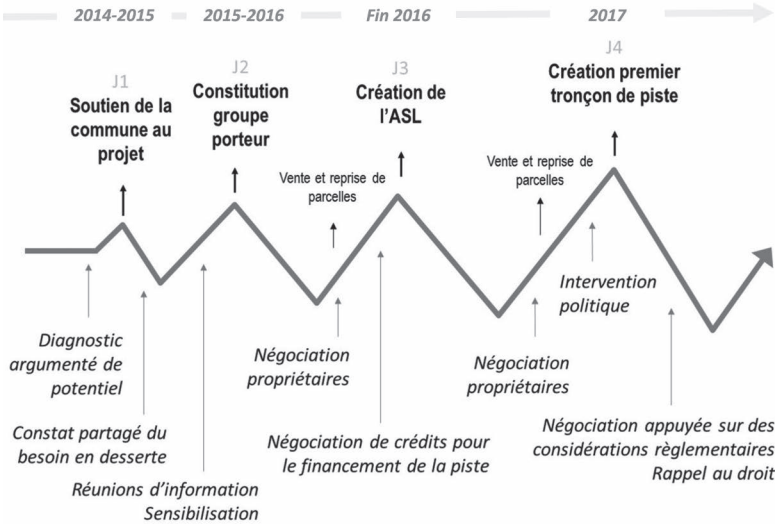 2014-2015
2015-2016
Fin 2016
2017
J1
Soutien de la
commune au
projet
J2
Constitution
groupe
porteur
J3
Création de
l'ASL
J4
Création premier
tronçon de piste
Vente et reprise de
parcelles
Vente et reprise de
parcelles
Diagnostic
argumenté de
potentiel
Constat partagé du
besoin en desserte
Réunions d'information
Sensibilisation
Négociation
propriétaires
Négociation de crédits pour
le financement de la piste
Négociation
propriétaires
Intervention
politique
Négociation appuyée sur des
considérations règlementaires
Rappel au droit